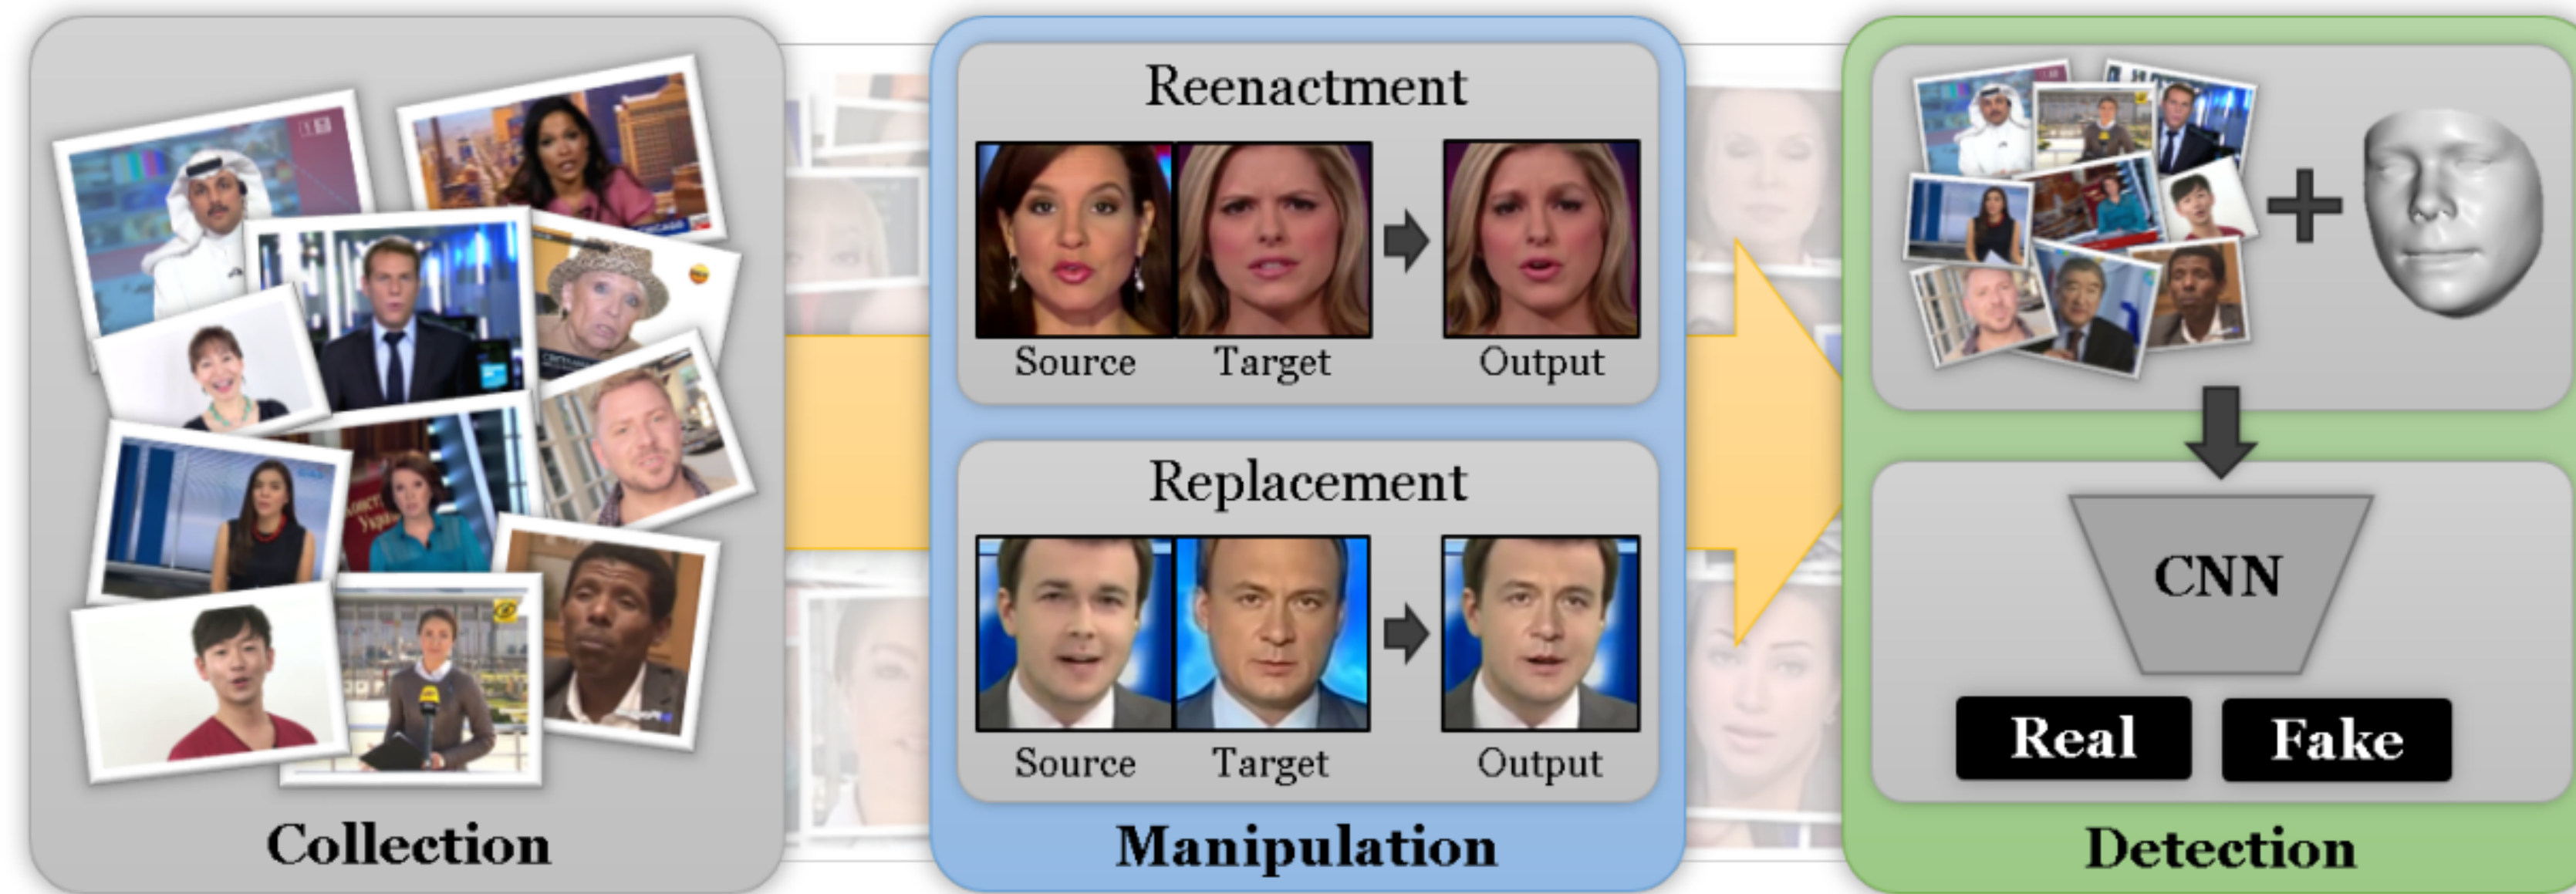 Reenactment
Source Target Output
Replacement
Source Target Output
CNN
Real Fake
Collection
Manipulation
Detection